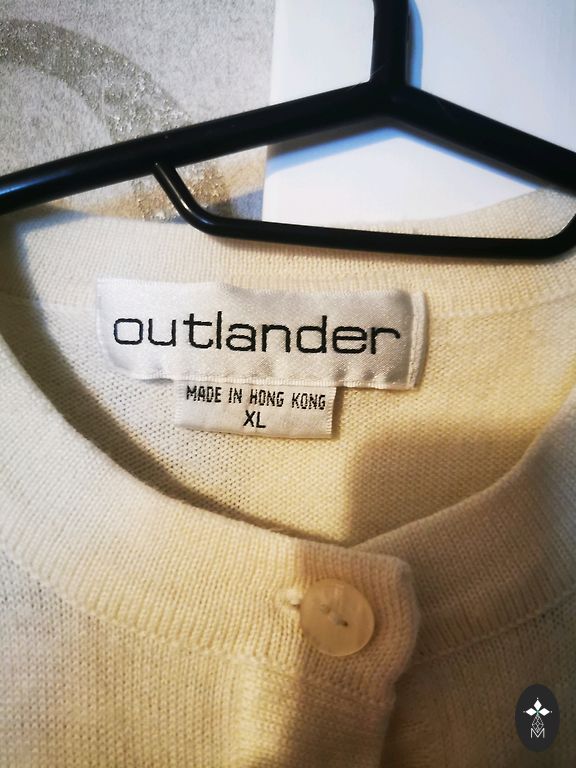 outlander
MADE IN HONG KONG
XL
M